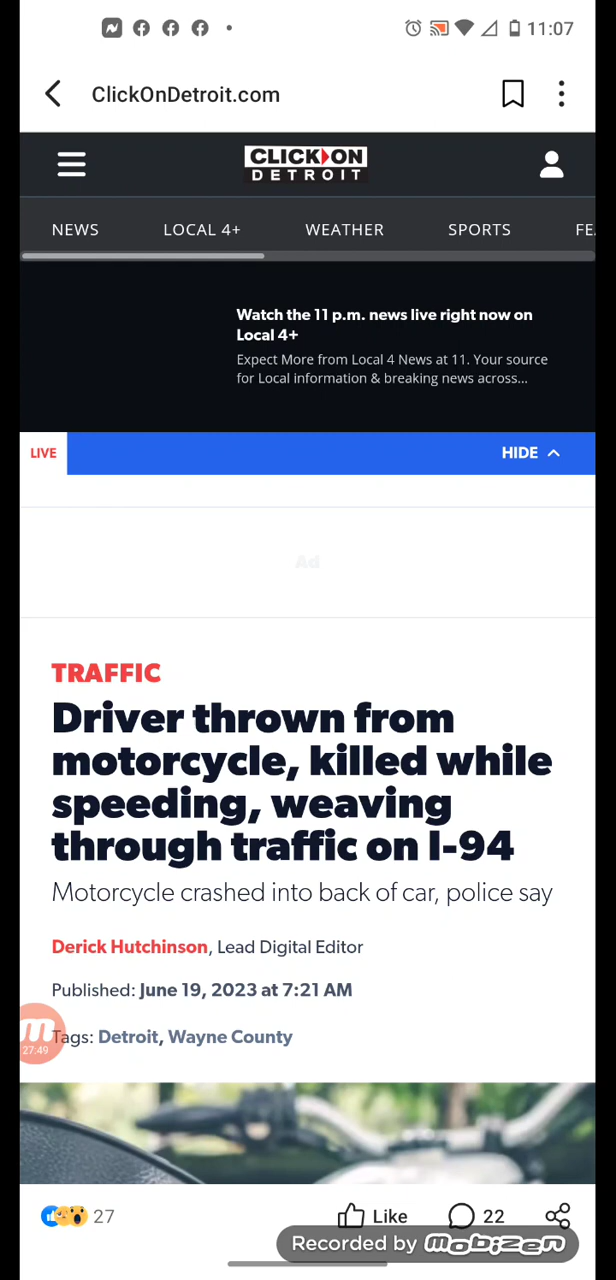 11:07
ClickOnDetroit.com
CLICK ON
DETROIT
NEWS LOCAL 4+ WEATHER SPORTS FE
Watch the 11 p.m. news live right now on
Local 4+
Expect More from Local 4 News at 11. Your source
for Local information & breaking news across...
LIVE HIDE
Ad
TRAFFIC
Driver thrown from
motorcycle, killed while
speeding, weaving
through traffic on I-94
Motorcycle crashed into back of car, police say
Derick Hutchinson, Lead Digital Editor
Published: June 19, 2023 at 7:21 AM
27:49
Tags: Detroit, Wayne County
27 Like 22
Recorded by mobizen